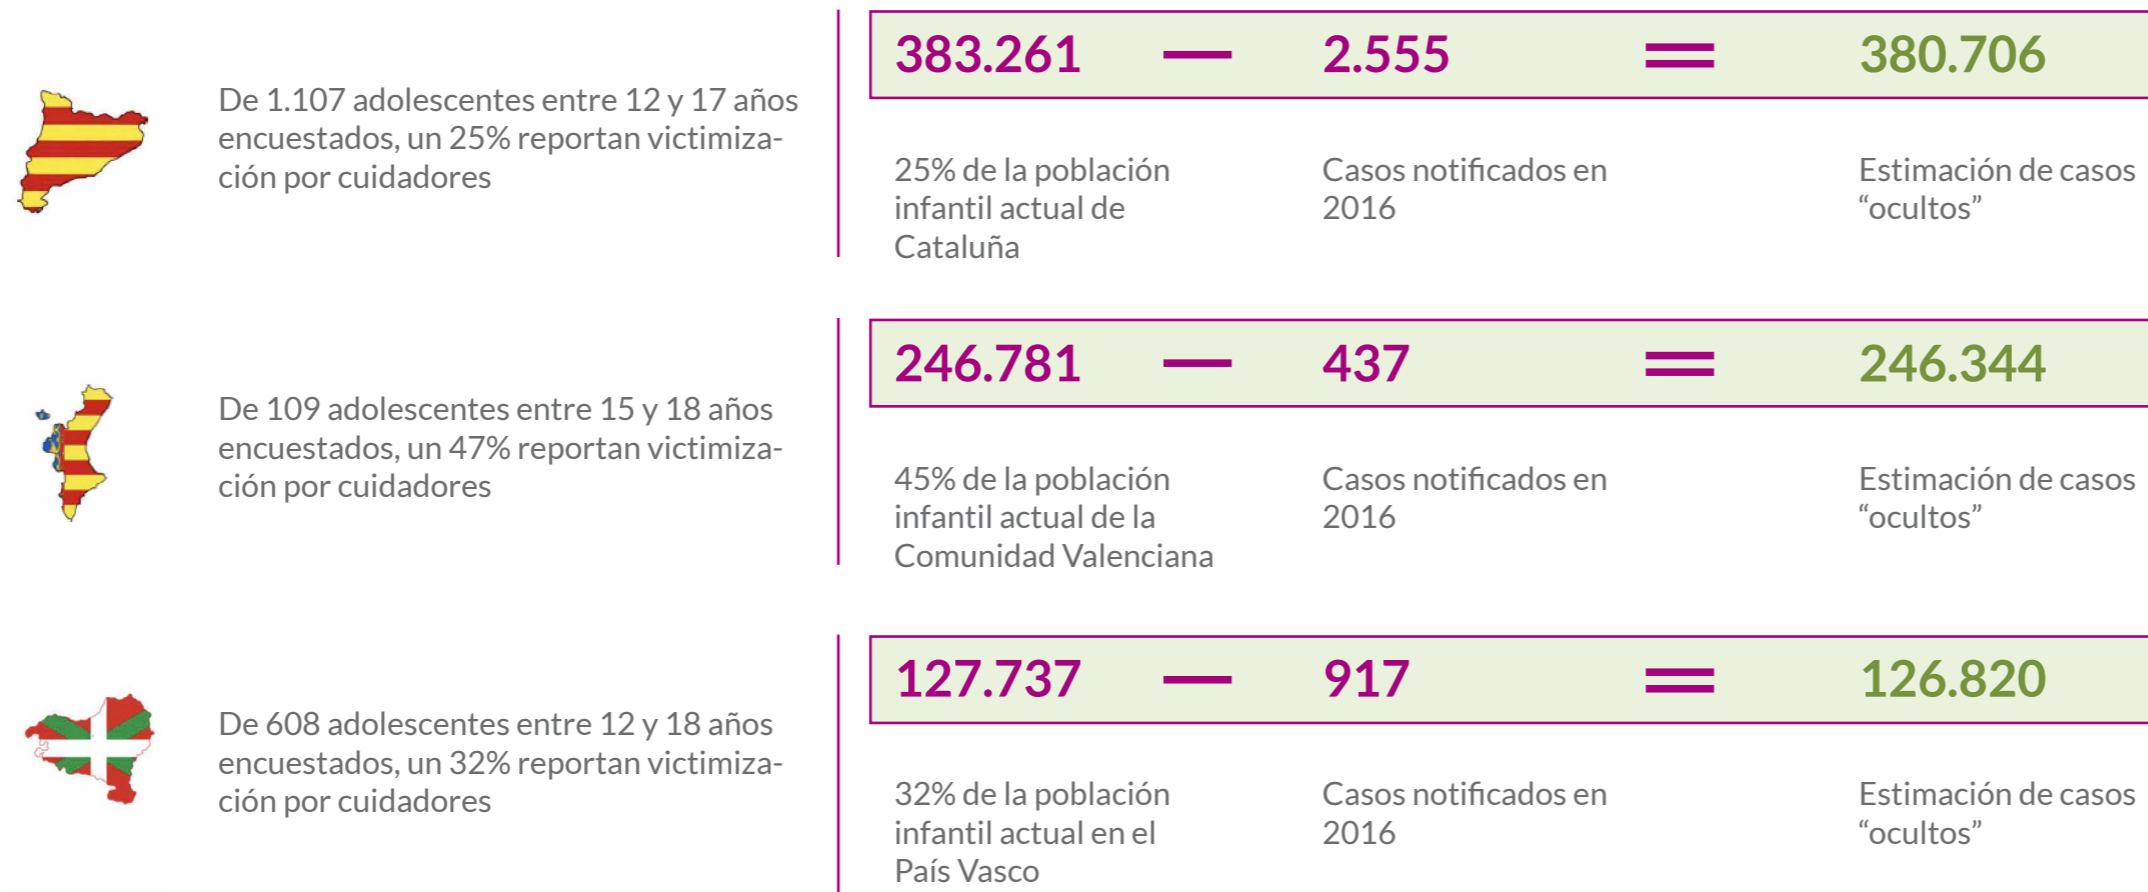 De 1.107 adolescentes entre 12 y 17 años
encuestados, un 25% reportan victimiza-
ción por cuidadores
383.261 — 2.555 = 380.706
25% de la población
infantil actual de
Cataluña
Casos notificados en
2016
Estimación de casos
“ocultos”
De 109 adolescentes entre 15 y 18 años
encuestados, un 47% reportan victimiza-
ción por cuidadores
246.781 — 437 = 246.344
45% de la población
infantil actual de la
Comunidad Valenciana
Casos notificados en
2016
Estimación de casos
“ocultos”
De 608 adolescentes entre 12 y 18 años
encuestados, un 32% reportan victimiza-
ción por cuidadores
127.737 — 917 = 126.820
32% de la población
infantil actual en el
País Vasco
Casos notificados en
2016
Estimación de casos
“ocultos”